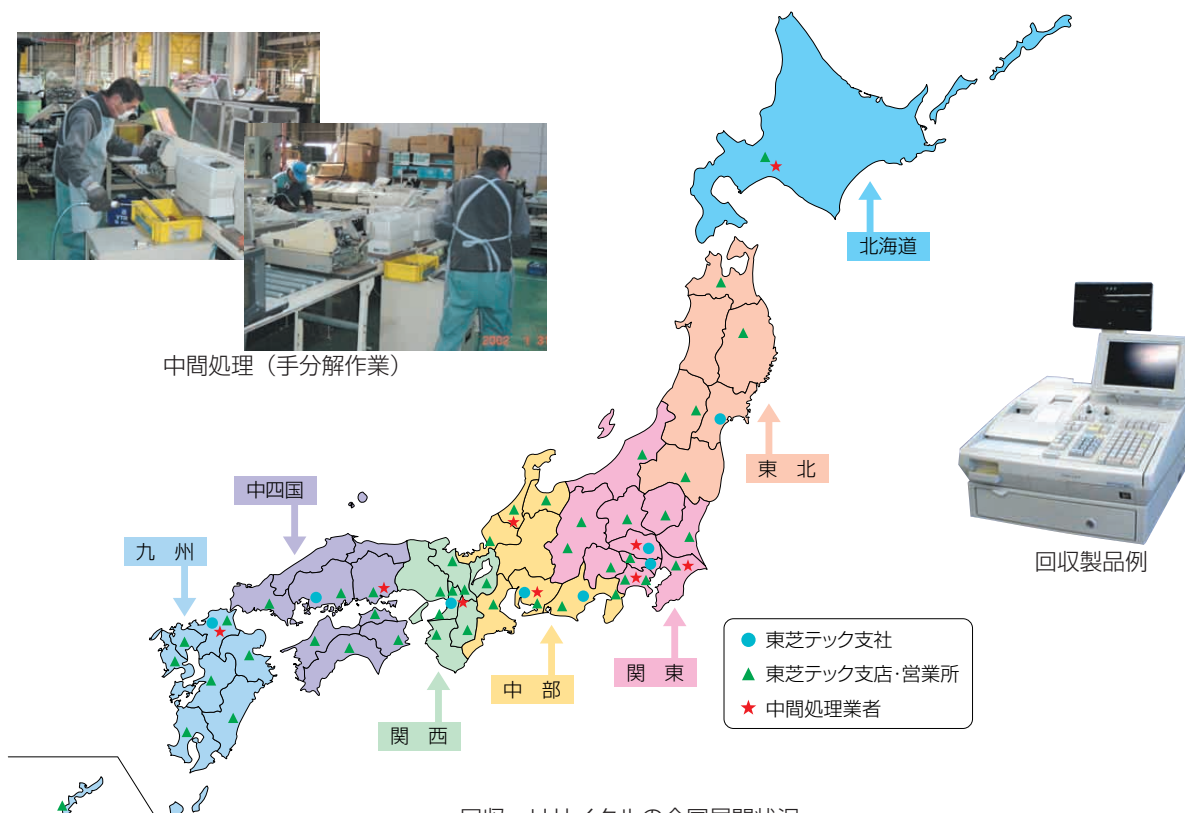 北海道
中間処理（手分解作業）
東 北
中四国
九 州
回収製品例
東芝テック支社
東芝テック支店・営業所
中間処理業者
関 東
中 部
関 西